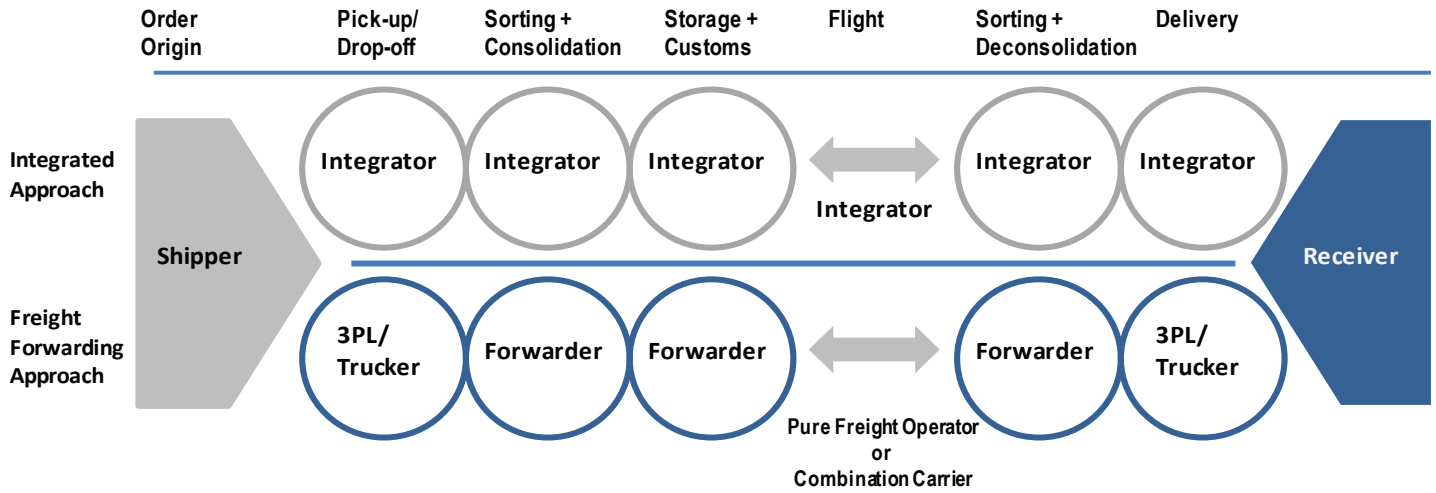 Order
Origin
Pick-up/
Drop-off
Sorting +
Consolidation
Storage +
Customs
Flight
Sorting +
Deconsolidation
Delivery
Integrated
Approach
Shipper
Integrator
Integrator
Integrator
Integrator
Integrator
Integrator
Receiver
Freight
Forwarding
Approach
3PL/
Trucker
Forwarder
Forwarder
Pure Freight Operator
or
Combination Carrier
Forwarder
3PL/
Trucker